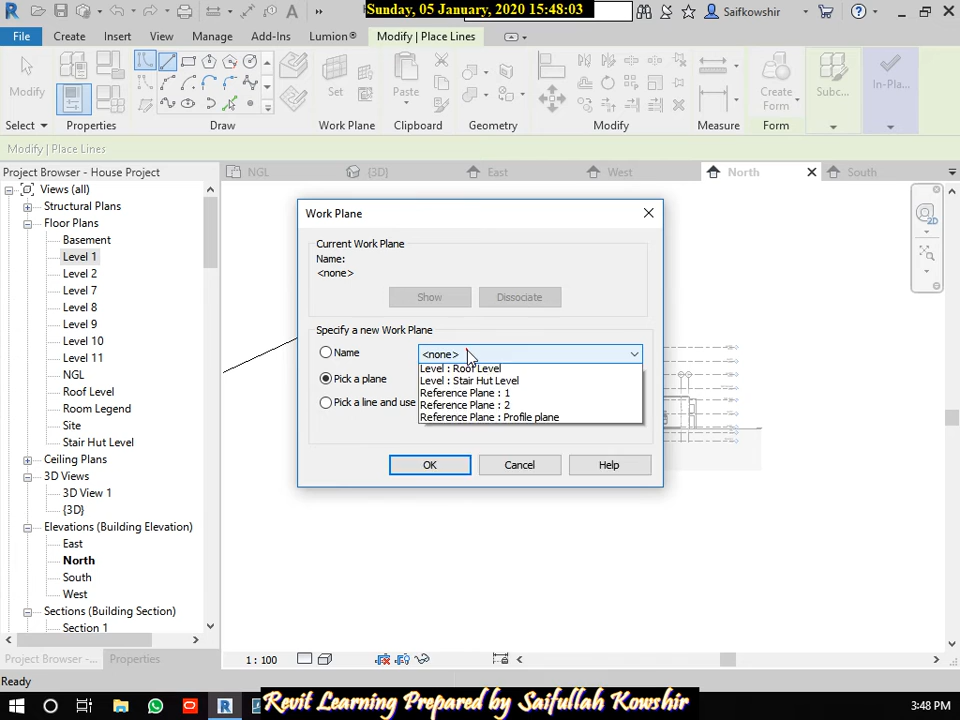 Sunday, 05 January, 2020 15:48:03
Saifkowshir
File
Create
Insert
View
Manage
Add-Ins
Lumion®
Modify | Place Lines
Modify
Set
Paste
Create
Form
Subc...
In-Pla...
Select
Properties
Draw
Work Plane
Clipboard
Geometry
Modify
Measure
Form
Modify | Place Lines
Project Browser - House Project
NGL
{3D}
East
West
North
South
Views (all)
Structural Plans
Floor Plans
Basement
Level 1
Level 2
Level 7
Level 8
Level 9
Level 10
Level 11
NGL
Roof Level
Room Legend
Site
Stair Hut Level
Ceiling Plans
3D Views
3D View 1
{3D}
Elevations (Building Elevation)
East
North
South
West
Sections (Building Section)
Section 1
Project Browser -...
Properties
Work Plane
Current Work Plane
Name:
<none>
Show
Dissociate
Specify a new Work Plane
Name
<none>
Level : Roof Level
Level : Stair Hut Level
Reference Plane : 1
Reference Plane : 2
Reference Plane : Profile plane
Pick a plane
Pick a line and use
OK
Cancel
Help
2D
1 : 100
Ready
Revit Learning Prepared by Saifullah Kowshir
3:48 PM